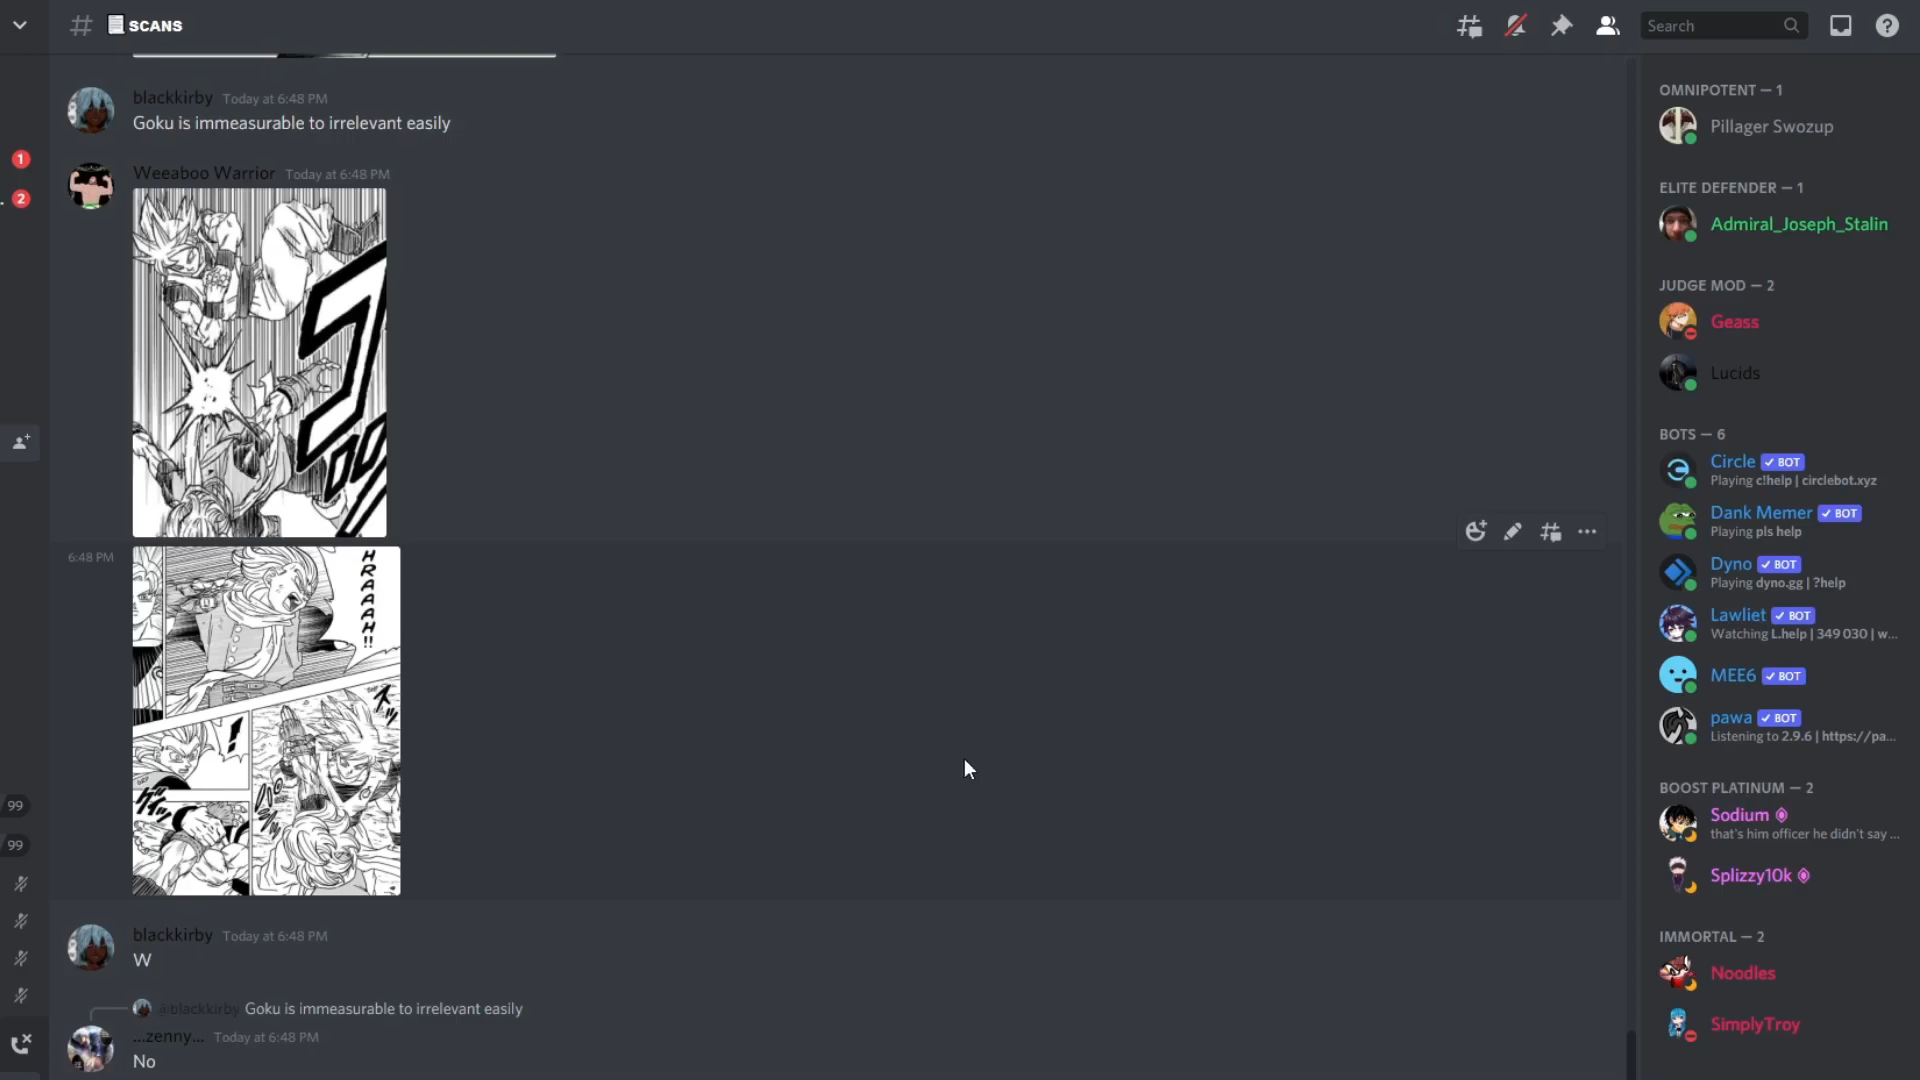 SCANS
Search
blackkirby Today at 6:48 PM
Goku is immeasurable to irrelevant easily
1
2
Weeaboo Warrior Today at 6:48 PM
6:48 PM
HRAAAH!!
99
99
blackkirby Today at 6:48 PM
W
@blackkirby Goku is immeasurable to irrelevant easily
...zenny... Today at 6:48 PM
No
OMNIPOTENT — 1
Pillager Swozup
ELITE DEFENDER — 1
Admiral_Joseph_Stalin
JUDGE MOD — 2
Geass
Lucids
BOTS — 6
Circle BOT
Playing c!help | circlebot.xyz
Dank Memer BOT
Playing pls help
Dyno BOT
Playing dyno.gg | ?help
Lawliet BOT
Watching L.help | 349 030 | w...
MEE6 BOT
pawa BOT
Listening to 2.9.6 | https://pa...
BOOST PLATINUM — 2
Sodium
that's him officer he didn't say ...
Splizzy10k
IMMORTAL — 2
Noodles
SimplyTroy